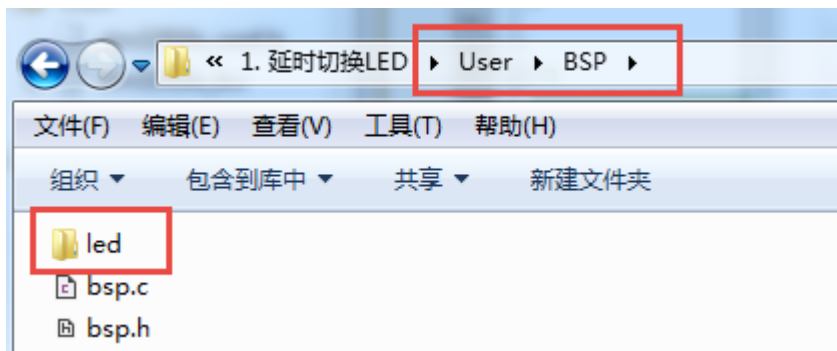 « 1. 延时切换LED ▸ User ▸ BSP ▸
文件(F) 编辑(E) 查看(V) 工具(T) 帮助(H)
组织 包含到库中 共享 新建文件夹
led
bsp.c
bsp.h